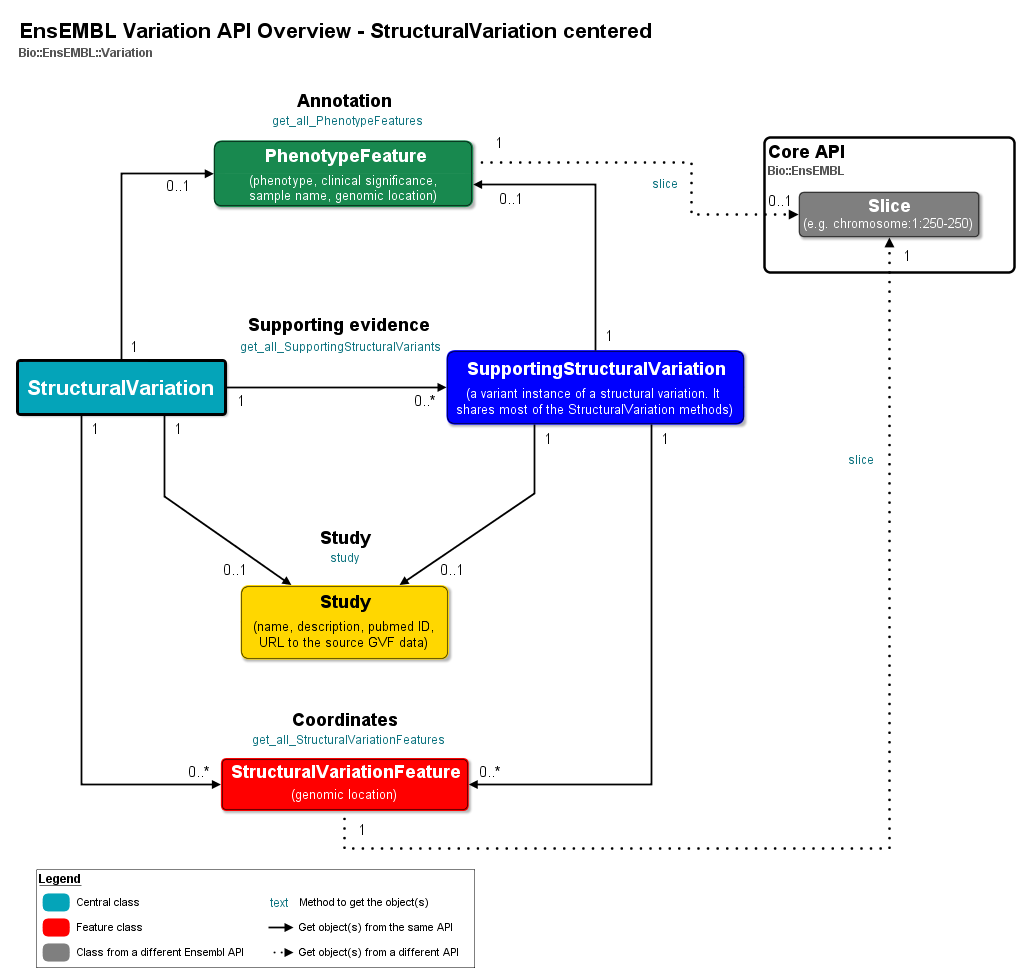 EnsEMBL Variation API Overview - StructuralVariation centered
Bio::EnsEMBL::Variation
Annotation
get_all_PhenotypeFeatures
PhenotypeFeature
(phenotype, clinical significance,
sample name, genomic location)
0..1
0..1
1
slice
Core API
Bio::EnsEMBL
0..1
Slice
(e.g. chromosome:1:250-250)
1
1
1
Supporting evidence
get_all_SupportingStructuralVariants
StructuralVariation
1
0..*
SupportingStructuralVariation
(a variant instance of a structural variation. It
shares most of the StructuralVariation methods)
1
1
1
1
slice
Study
study
0..1
0..1
Study
(name, description, pubmed ID,
URL to the source GVF data)
Coordinates
get_all_StructuralVariationFeatures
0..*
0..*
StructuralVariationFeature
(genomic location)
1
Legend
Central class
text Method to get the object(s)
Feature class
Get object(s) from the same API
Class from a different Ensembl API
Get object(s) from a different API